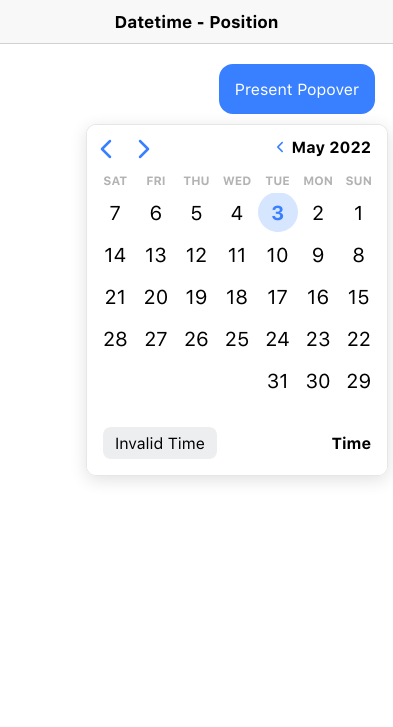 Datetime - Position
Present Popover
May 2022
SAT FRI THU WED TUE MON SUN
7 6 5 4 3 2 1
14 13 12 11 10 9 8
21 20 19 18 17 16 15
28 27 26 25 24 23 22
31 30 29
Invalid Time Time